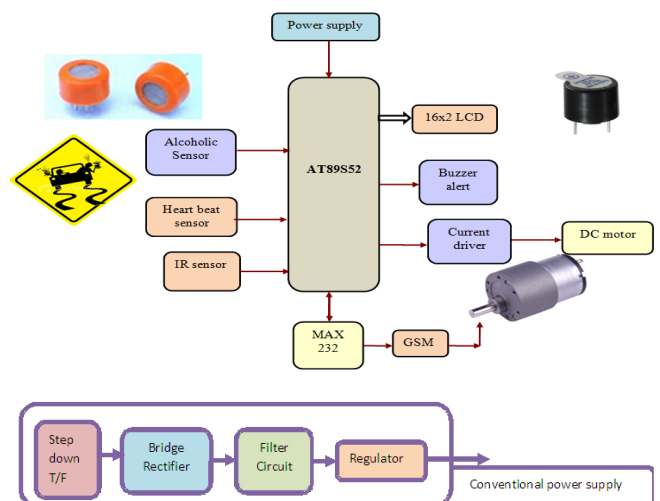 Power supply
Alcoholic
Sensor
AT89S52
16x2 LCD
Buzzer
alert
Heart beat
sensor
Current
driver
DC motor
IR sensor
MAX
232
GSM
Step
down
T/F
Bridge
Rectifier
Filter
Circuit
Regulator
Conventional power supply